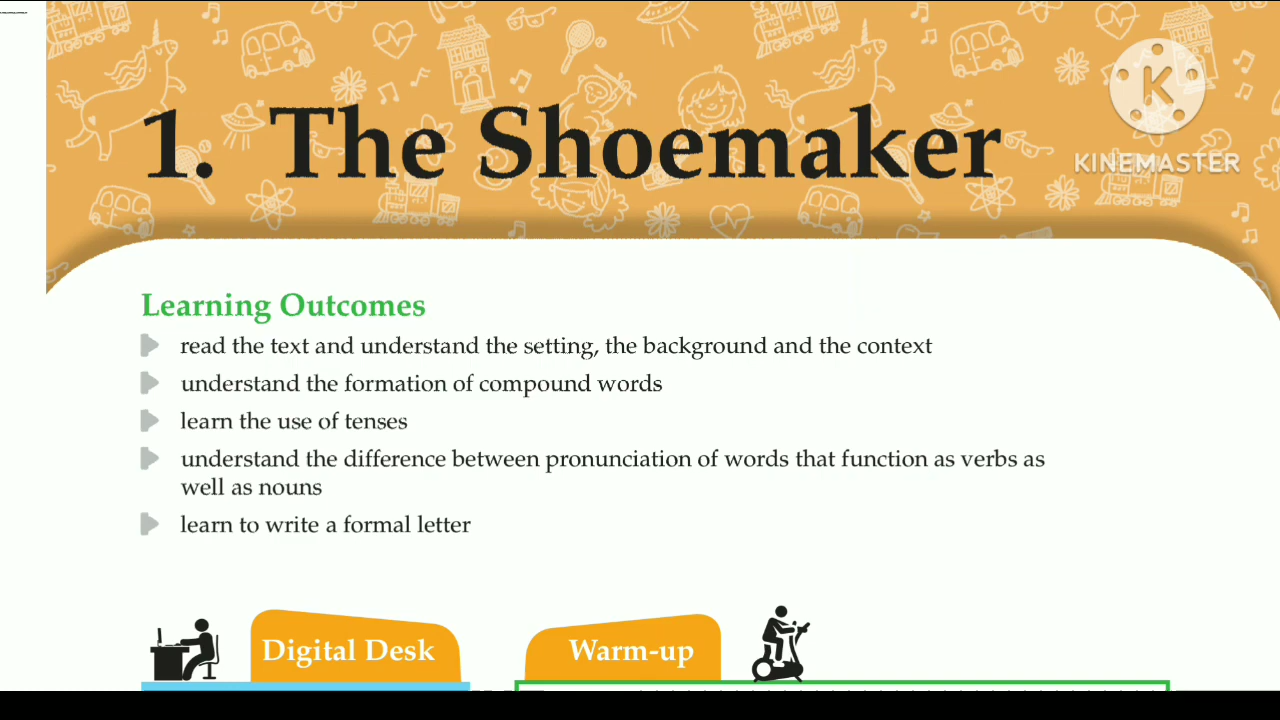 1. The Shoemaker
K
KINEMASTER
Learning Outcomes
read the text and understand the setting, the background and the context
understand the formation of compound words
learn the use of tenses
understand the difference between pronunciation of words that function as verbs as
well as nouns
learn to write a formal letter
Digital Desk
Warm-up